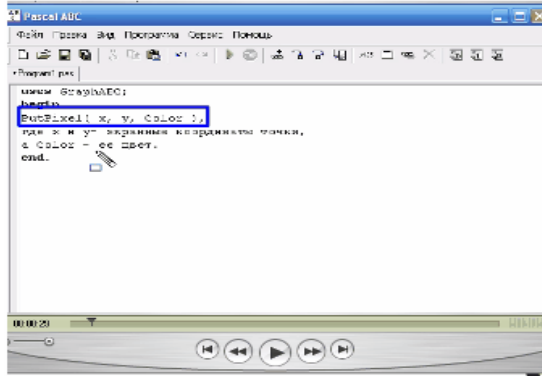 Pascal ABC
Файл Правка Вид Программа Сервис Помощь
•Program1.pas
uses GraphABC;
begin
PutPixel( x, y, Color ),
где x и y- экранные координаты точки,
а Color - ее цвет.
end.
00:00:29